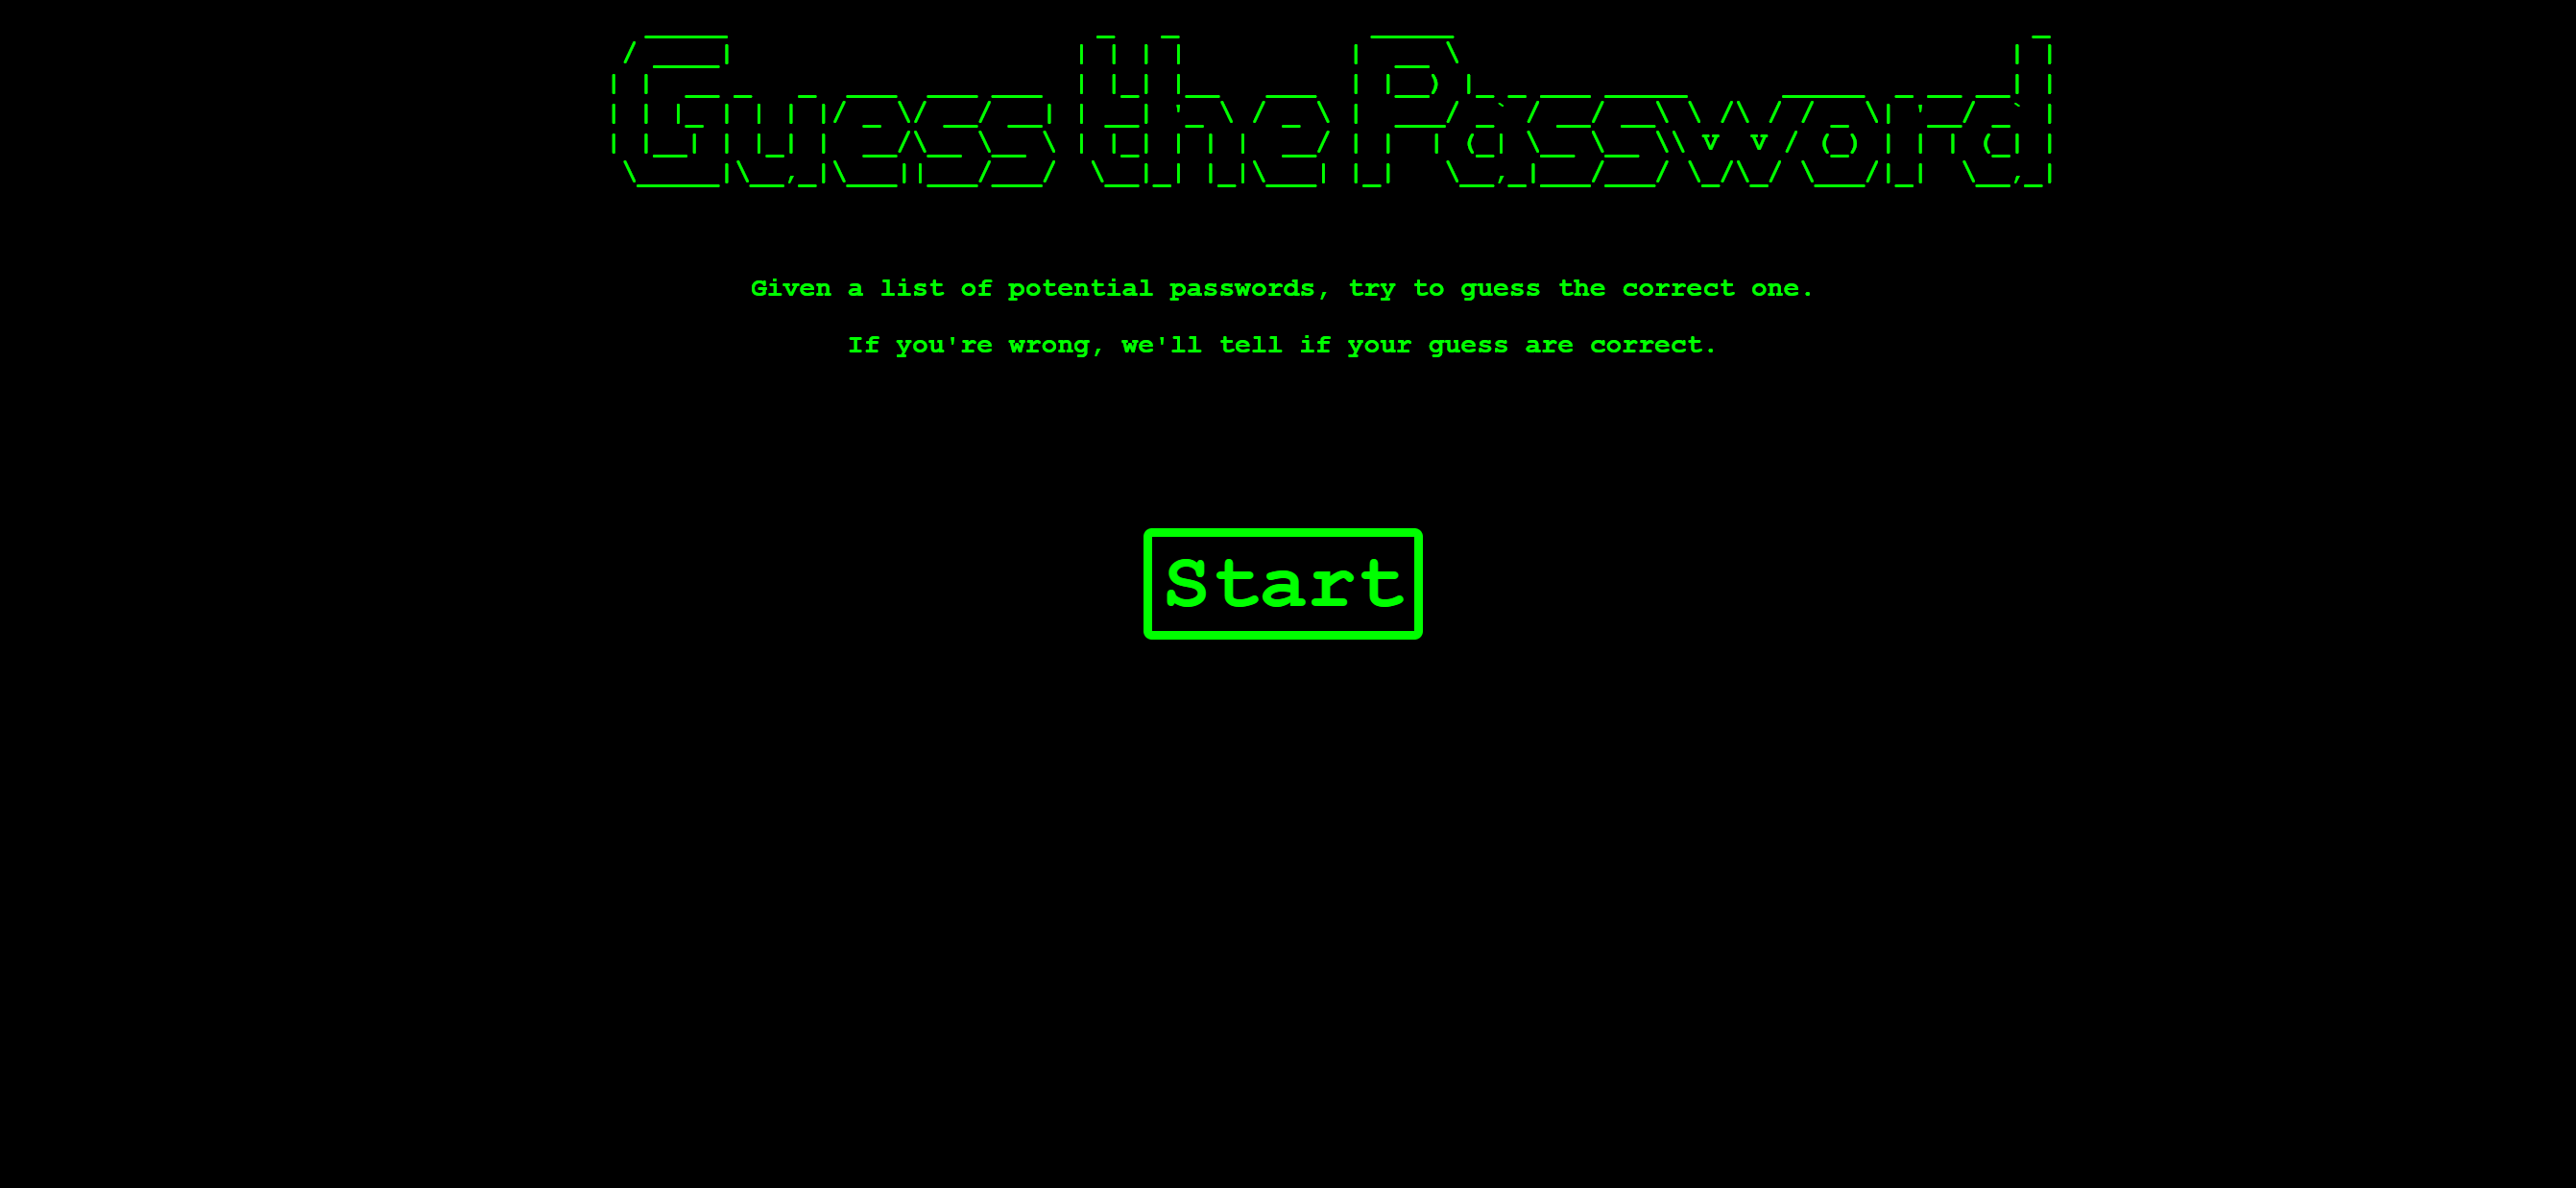 Guess the Password
Given a list of potential passwords, try to guess the correct one.
If you're wrong, we'll tell if your guess are correct.
Start